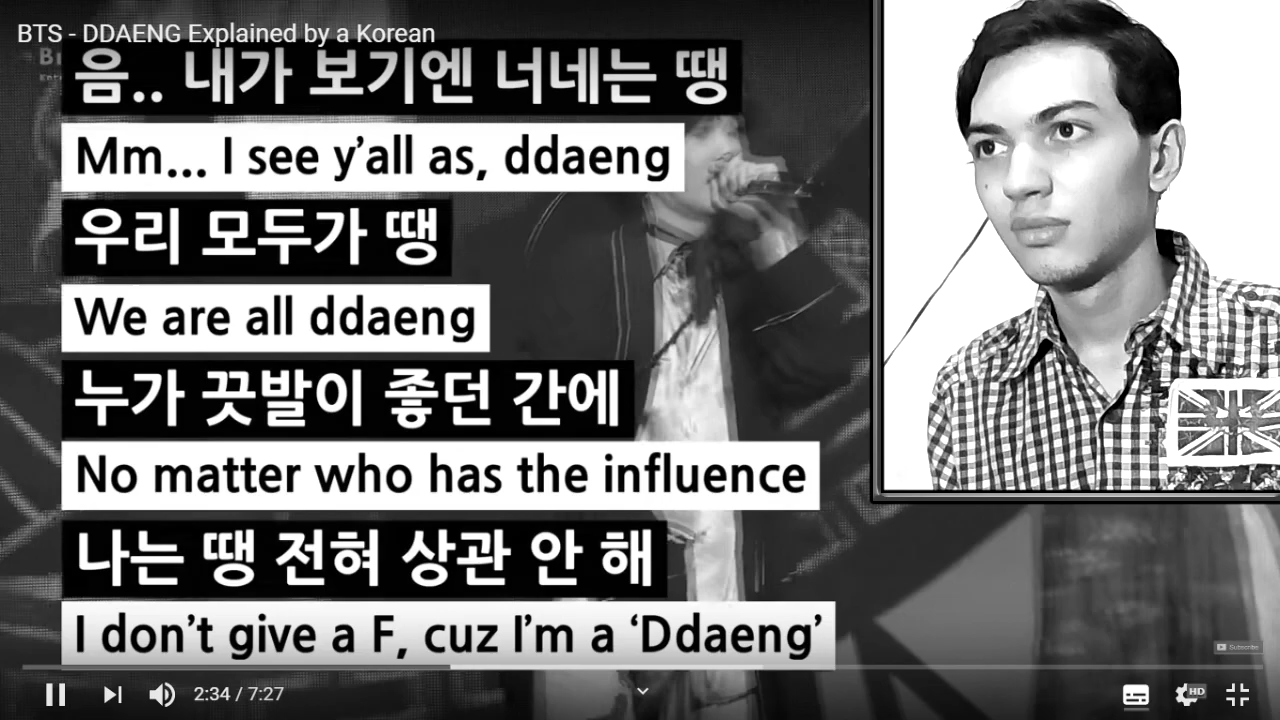 BTS - DDAENG Explained by a Korean
음.. 내가 보기엔 너네는 땡
Mm... I see y’all as, ddaeng
우리 모두가 땡
We are all ddaeng
누가 끗발이 좋던 간에
No matter who has the influence
나는 땡 전혀 상관 안 해
I don’t give a F, cuz I’m a ‘Ddaeng’
Subscribe
2:34 / 7:27
HD